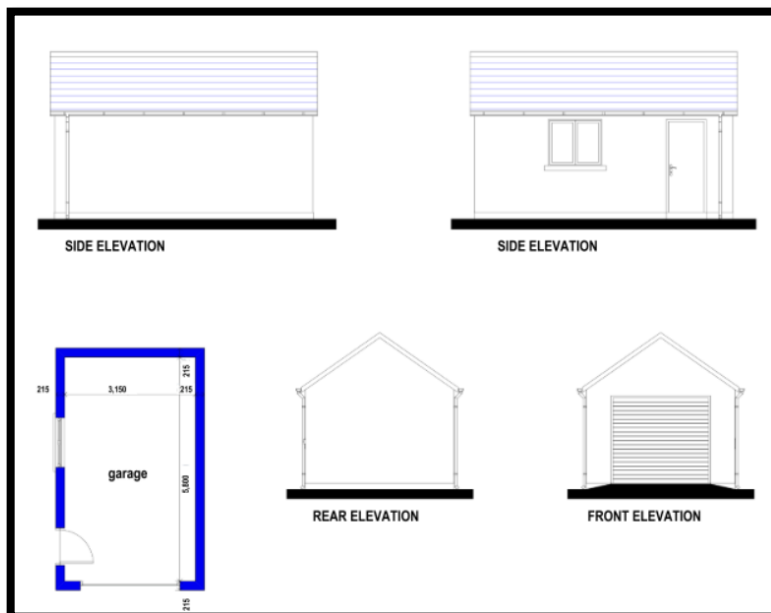 SIDE ELEVATION
SIDE ELEVATION
215
3,150
215
215
5,800
garage
215
REAR ELEVATION
FRONT ELEVATION